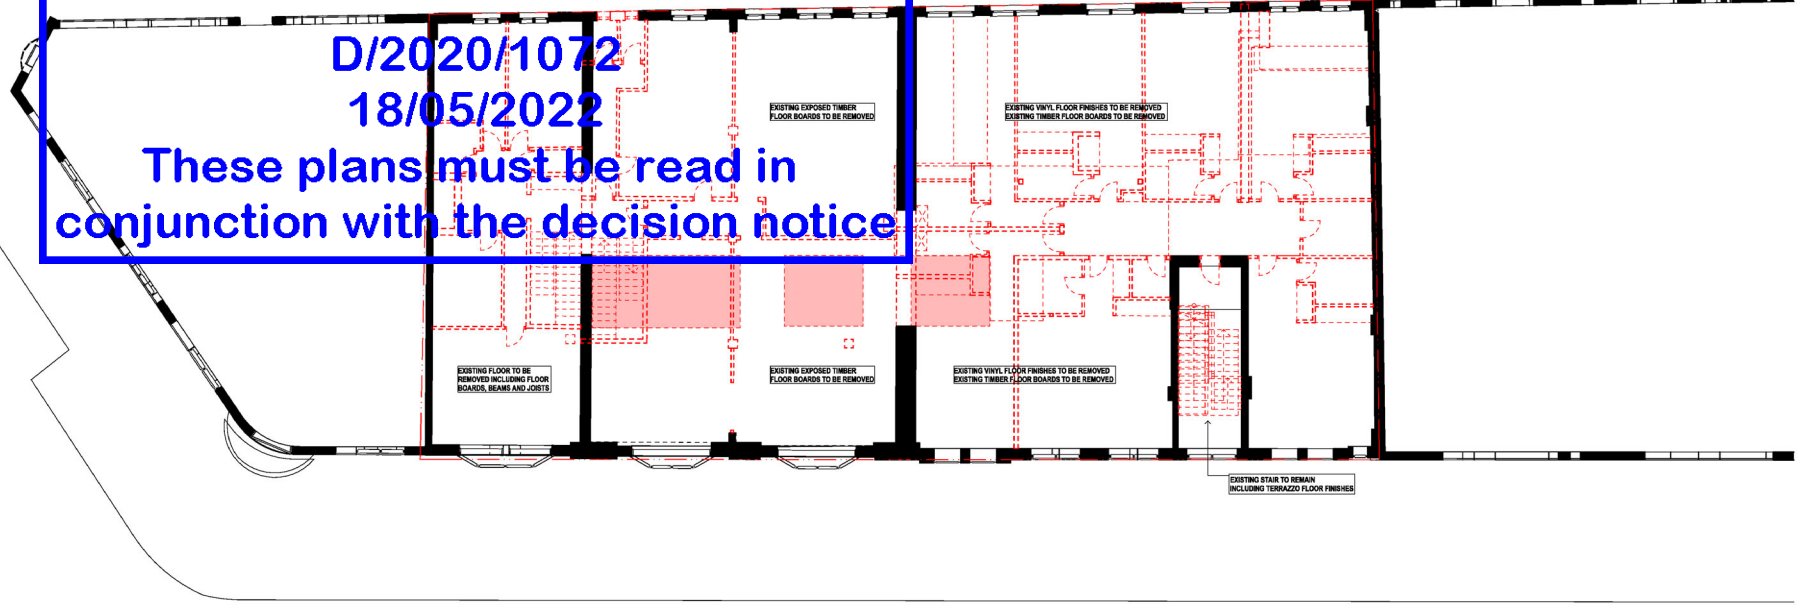 D/2020/1072
18/05/2022
These plans must be read in
conjunction with the decision notice
EXISTING EXPOSED TIMBER
FLOOR BOARDS TO BE REMOVED
EXISTING VINYL FLOOR FINISHES TO BE REMOVED
EXISTING TIMBER FLOOR BOARDS TO BE REMOVED
EXISTING FLOOR TO BE
REMOVED INCLUDING FLOOR
BOARDS, BEAMS AND JOISTS
EXISTING EXPOSED TIMBER
FLOOR BOARDS TO BE REMOVED
EXISTING VINYL FLOOR FINISHES TO BE REMOVED
EXISTING TIMBER FLOOR BOARDS TO BE REMOVED
EXISTING STAIR TO REMAIN
INCLUDING TERRAZZO FLOOR FINISHES